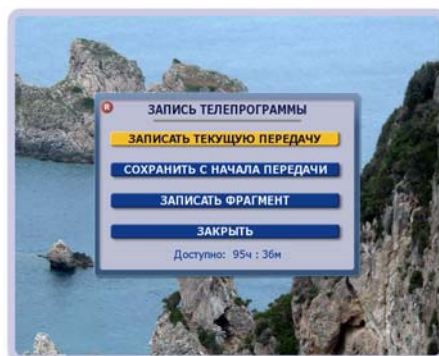 R
ЗАПИСЬ ТЕЛЕПРОГРАММЫ
ЗАПИСАТЬ ТЕКУЩУЮ ПЕРЕДАЧУ
СОХРАНИТЬ С НАЧАЛА ПЕРЕДАЧИ
ЗАПИСАТЬ ФРАГМЕНТ
ЗАКРЫТЬ
Доступно: 95ч : 36м